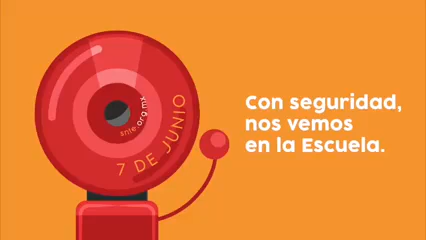 snte.org.mx
7 DE JUNIO
Con seguridad,
nos vemos
en la Escuela.